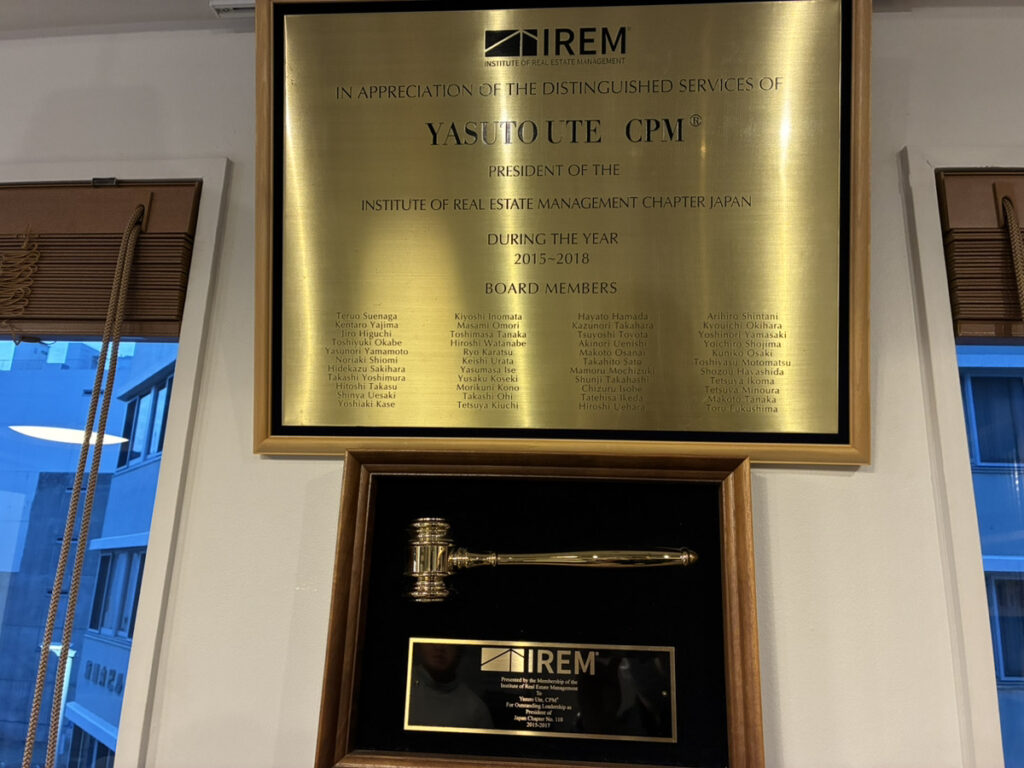 IREM
INSTITUTE OF REAL ESTATE MANAGEMENT
IN APPRECIATION OF THE DISTINGUISHED SERVICES OF
YASUTO UTE CPM®
PRESIDENT OF THE
INSTITUTE OF REAL ESTATE MANAGEMENT CHAPTER JAPAN
DURING THE YEAR
2015~2018
BOARD MEMBERS
Teruo Suenaga
Kentaro Yajima
Jiro Higuchi
Toshiyuki Okabe
Yasunori Yamamoto
Noriaki Shiomi
Hidekazu Sakihara
Takashi Yoshimura
Hitoshi Takasu
Shinya Uesaki
Yoshiaki Kase
Kiyoshi Inomata
Masami Omori
Toshimasa Tanaka
Hiroshi Watanabe
Ryo Karatsu
Keishi Urata
Yasumasa Ise
Yusaku Koseki
Morikuni Kono
Takashi Ohi
Tetsuya Kiuchi
Hayato Hamada
Kazunori Takahara
Tsuyoshi Toyota
Akinori Uenishi
Makoto Osanai
Takahito Sato
Mamoru Mochizuki
Shunji Takahashi
Chizuru Isobe
Tatehisa Ikeda
Hiroshi Uehara
Arihiro Shintani
Kyouichi Okihara
Yoshinori Yamasaki
Yoichiro Shojima
Kuniko Osaki
Toshiyuji Motomatsu
Shozou Hayashida
Tetsuya Ikoma
Tetsuya Minoura
Makoto Tanaka
Toru Fukushima
IREM
Presented by the Membership of the
Institute of Real Estate Management
To
Yasuto Ute, CPM®
For Outstanding Leadership as
President of
Japan Chapter No. 110
2015-2017